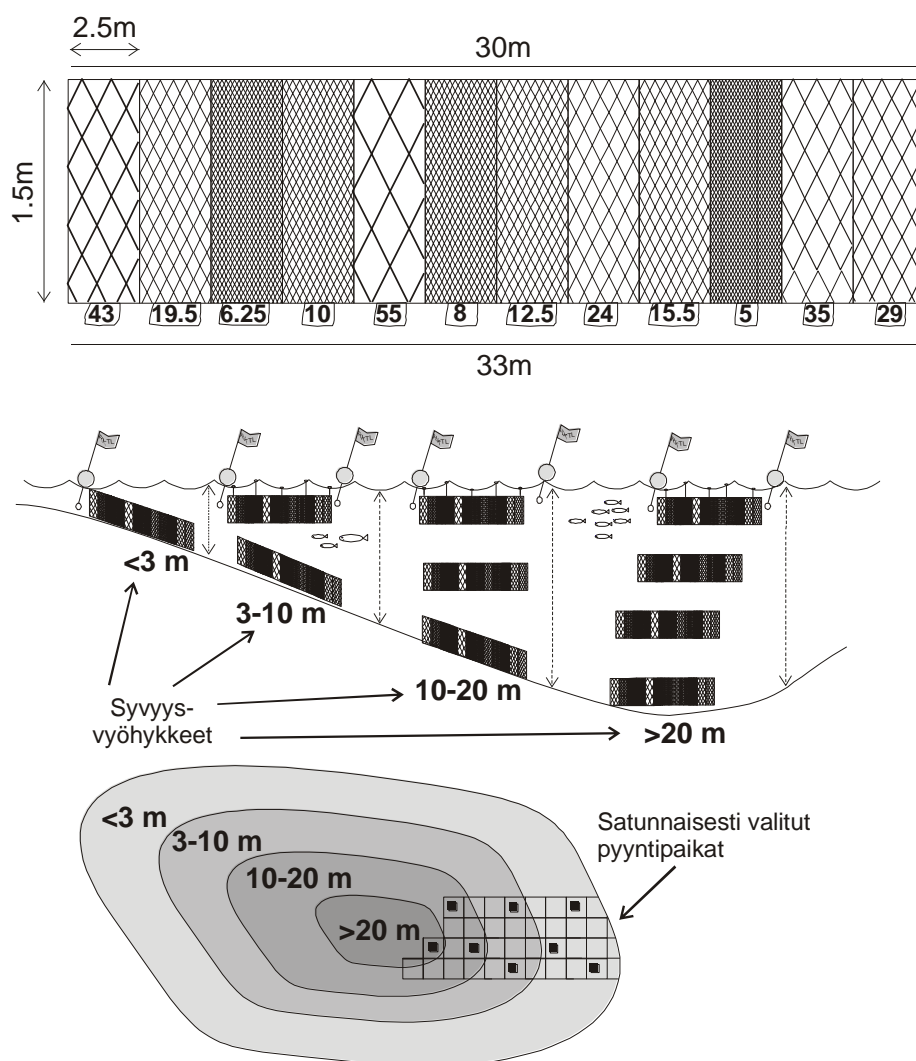 2.5m
30m
1.5m
43 19.5 6.25 10 55 8 12.5 24 15.5 5 35 29
33m
<3 m
3-10 m
10-20 m
>20 m
Syvyys-
vyöhykkeet
<3 m
3-10 m
10-20 m
>20 m
Satunnaisesti valitut
pyyntipaikat